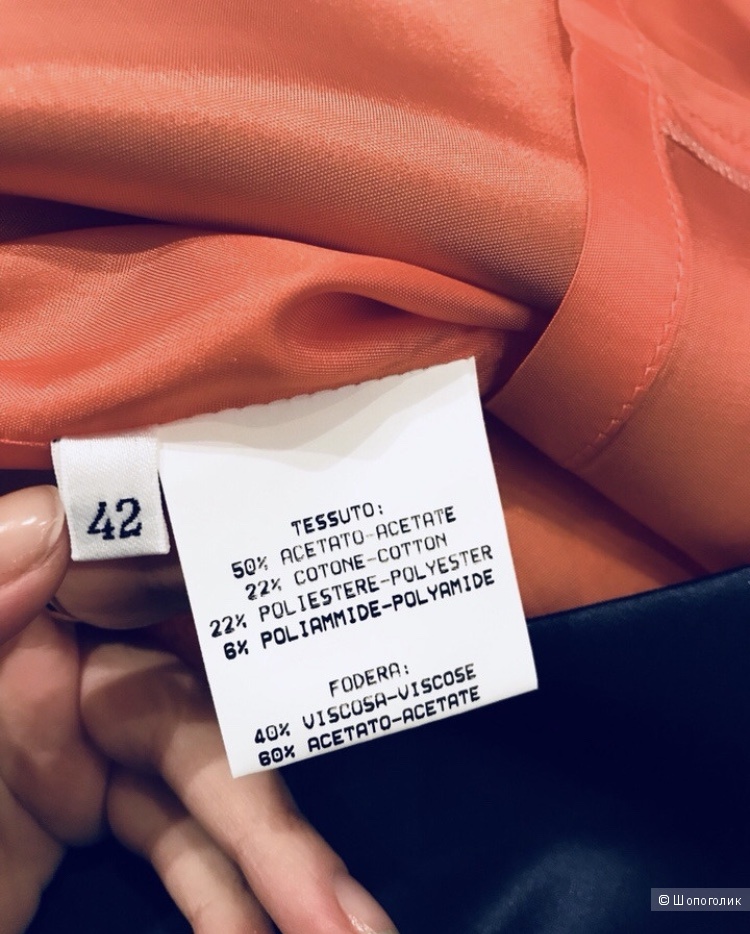 42
TESSUTO:
50% ACETATO-ACETATE
22% COTONE-COTTON
22% POLIESTERE-POLYESTER
6% POLIAMMIDE-POLYAMIDE
FODERA:
40% VISCOSA-VISCOSE
60% ACETATO-ACETATE
© Шопоголик